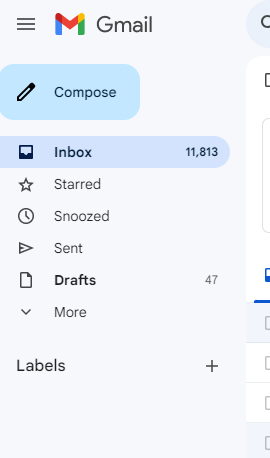 Gmail
Compose
Inbox 11,813
Starred
Snoozed
Sent
Drafts 47
More
Labels